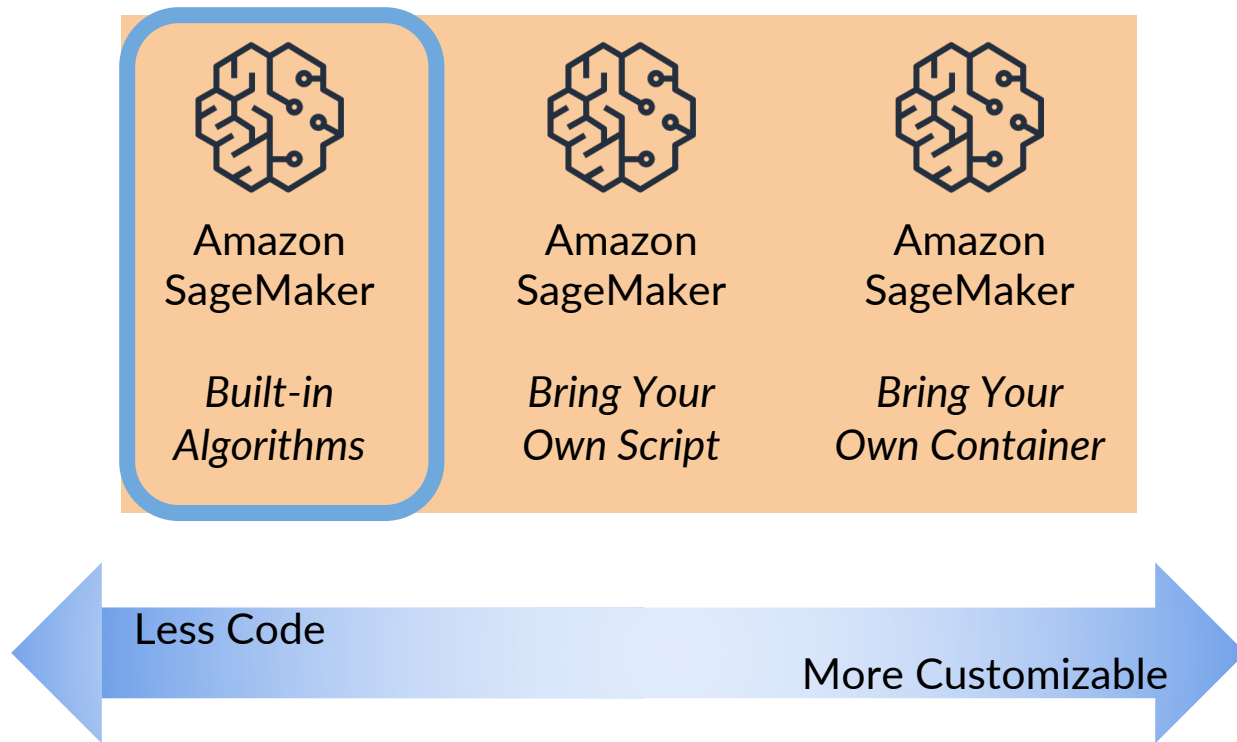 Amazon
SageMaker
Built-in
Algorithms
Amazon
SageMaker
Bring Your
Own Script
Amazon
SageMaker
Bring Your
Own Container
Less Code
More Customizable